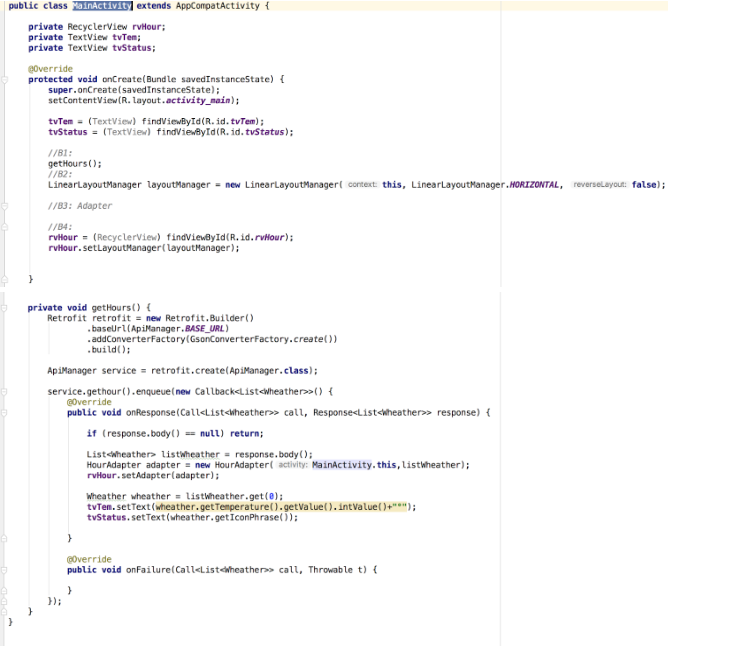 public class MainActivity extends AppCompatActivity {
private RecyclerView rvHour;
private TextView tvTem;
private TextView tvStatus;
@Override
protected void onCreate(Bundle savedInstanceState) {
super.onCreate(savedInstanceState);
setContentView(R.layout.activity_main);
tvTem = (TextView) findViewById(R.id.tvTem);
tvStatus = (TextView) findViewById(R.id.tvStatus);
//B1:
getHours();
//B2:
LinearLayoutManager layoutManager = new LinearLayoutManager( context: this, LinearLayoutManager.HORIZONTAL, reverseLayout: false);
//B3: Adapter
//B4:
rvHour = (RecyclerView) findViewById(R.id.rvHour);
rvHour.setLayoutManager(layoutManager);
}
private void getHours() {
Retrofit retrofit = new Retrofit.Builder()
.baseUrl(ApiManager.BASE_URL)
.addConverterFactory(GsonConverterFactory.create())
.build();
ApiManager service = retrofit.create(ApiManager.class);
service.gethour().enqueue(new Callback<List<Wheather>>() {
@Override
public void onResponse(Call<List<Wheather>> call, Response<List<Wheather>> response) {
if (response.body() == null) return;
List<Wheather> listWheather = response.body();
HourAdapter adapter = new HourAdapter( activity: MainActivity.this,listWheather);
rvHour.setAdapter(adapter);
Wheather wheather = listWheather.get(0);
tvTem.setText(wheather.getTemperature().getValue().intValue()+"°");
tvStatus.setText(wheather.getIconPhrase());
}
@Override
public void onFailure(Call<List<Wheather>> call, Throwable t) {
}
});
}
}